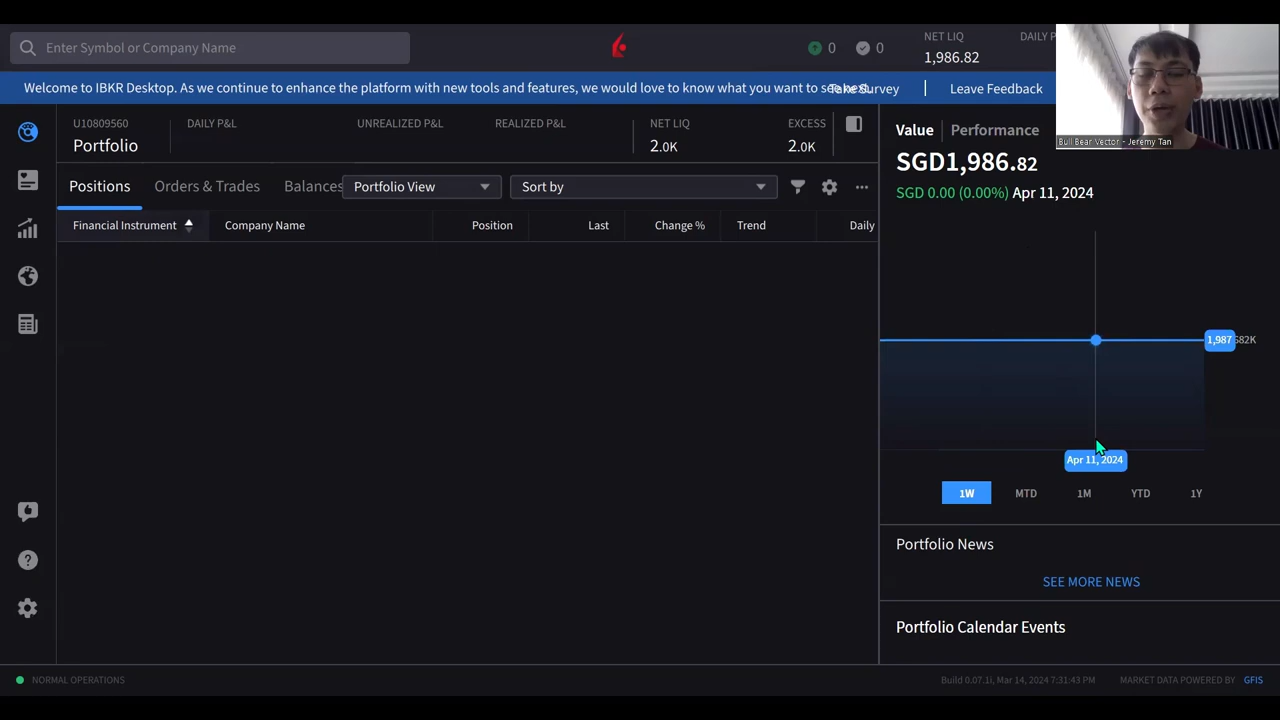 Enter Symbol or Company Name
0
0
NET LIQ
1,986.82
DAILY P
Welcome to IBKR Desktop. As we continue to enhance the platform with new tools and features, we would love to know what you want to see next.
Take Survey
Leave Feedback
Bull Bear Vector - Jeremy Tan
U10809560
Portfolio
DAILY P&L
UNREALIZED P&L
REALIZED P&L
NET LIQ
2.0K
EXCESS
2.0K
Positions
Orders & Trades
Balances
Portfolio View
Sort by
Financial Instrument
Company Name
Position
Last
Change %
Trend
Daily
Value
Performance
SGD1,986.82
SGD 0.00 (0.00%) Apr 11, 2024
1,987
82K
Apr 11, 2024
1W
MTD
1M
YTD
1Y
Portfolio News
SEE MORE NEWS
Portfolio Calendar Events
NORMAL OPERATIONS
Build 0.07.1i, Mar 14, 2024 7:31:43 PM
MARKET DATA POWERED BY GFIS